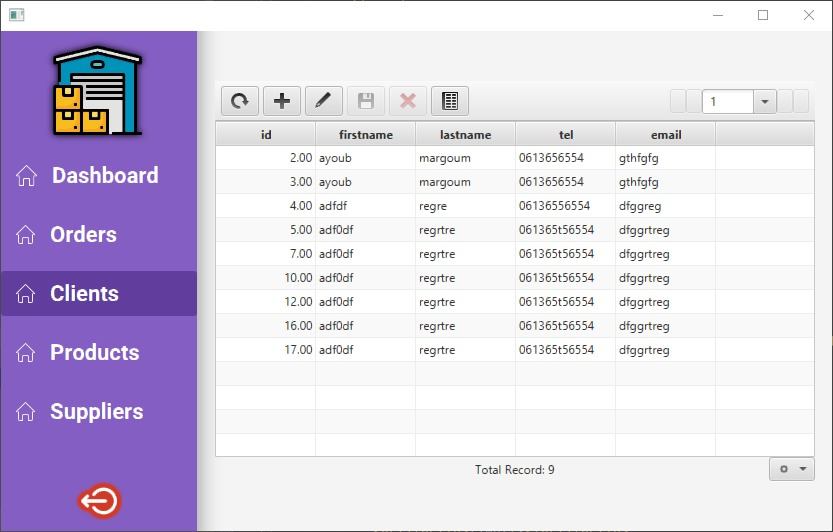 Dashboard
Orders
Clients
Products
Suppliers
1
id firstname lastname tel email
2.00 ayoub margoum 0613656554 gthfgfg
3.00 ayoub margoum 0613656554 gthfgfg
4.00 adfdf regre 06136556554 dfggreg
5.00 adf0df regrtre 061365t56554 dfggrtreg
7.00 adf0df regrtre 061365t56554 dfggrtreg
10.00 adf0df regrtre 061365t56554 dfggrtreg
12.00 adf0df regrtre 061365t56554 dfggrtreg
16.00 adf0df regrtre 061365t56554 dfggrtreg
17.00 adf0df regrtre 061365t56554 dfggrtreg
Total Record: 9